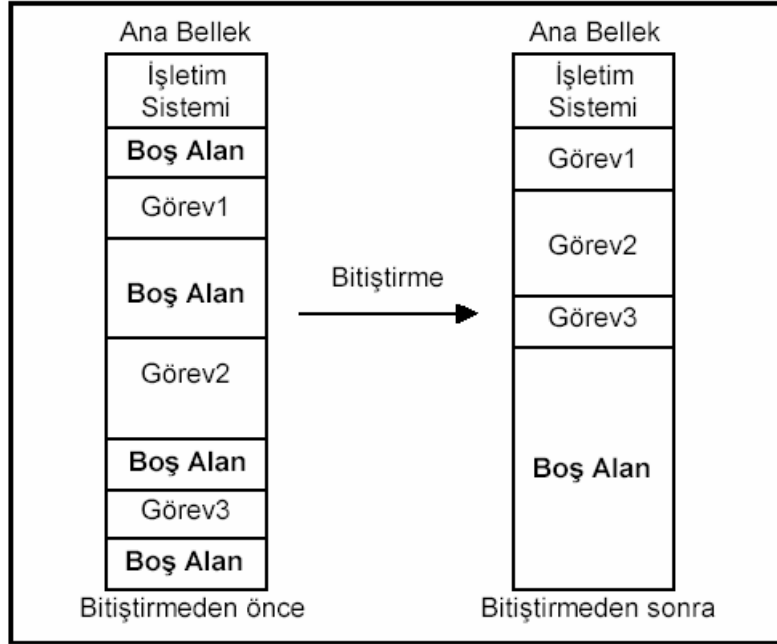 Ana Bellek
İşletim
Sistemi
Boş Alan
Görev1
Boş Alan
Görev2
Boş Alan
Görev3
Boş Alan
Bitiştirmeden önce
Bitiştirme
Ana Bellek
İşletim
Sistemi
Görev1
Görev2
Görev3
Boş Alan
Bitiştirmeden sonra